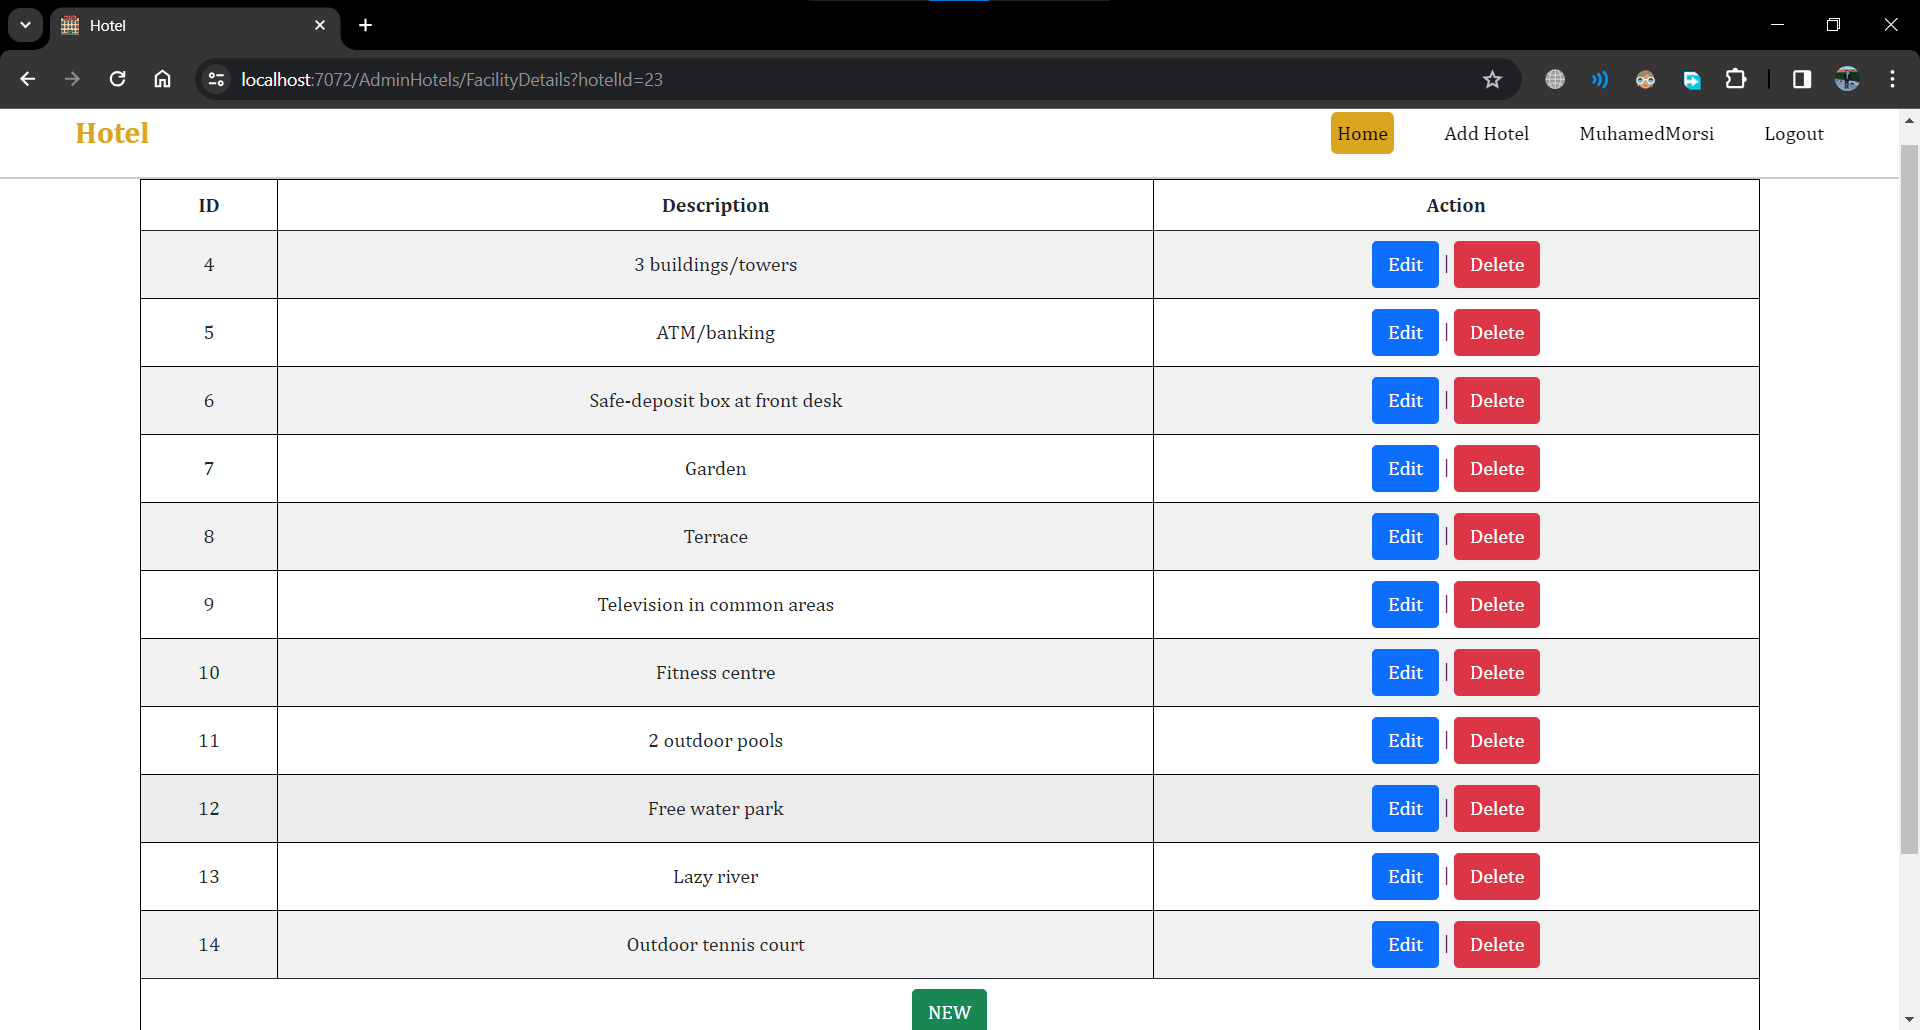 Hotel
localhost:7072/AdminHotels/FacilityDetails?hotelId=23
Hotel Home Add Hotel MuhamedMorsi Logout
ID Description Action
4 3 buildings/towers Edit | Delete
5 ATM/banking Edit | Delete
6 Safe-deposit box at front desk Edit | Delete
7 Garden Edit | Delete
8 Terrace Edit | Delete
9 Television in common areas Edit | Delete
10 Fitness centre Edit | Delete
11 2 outdoor pools Edit | Delete
12 Free water park Edit | Delete
13 Lazy river Edit | Delete
14 Outdoor tennis court Edit | Delete
NEW